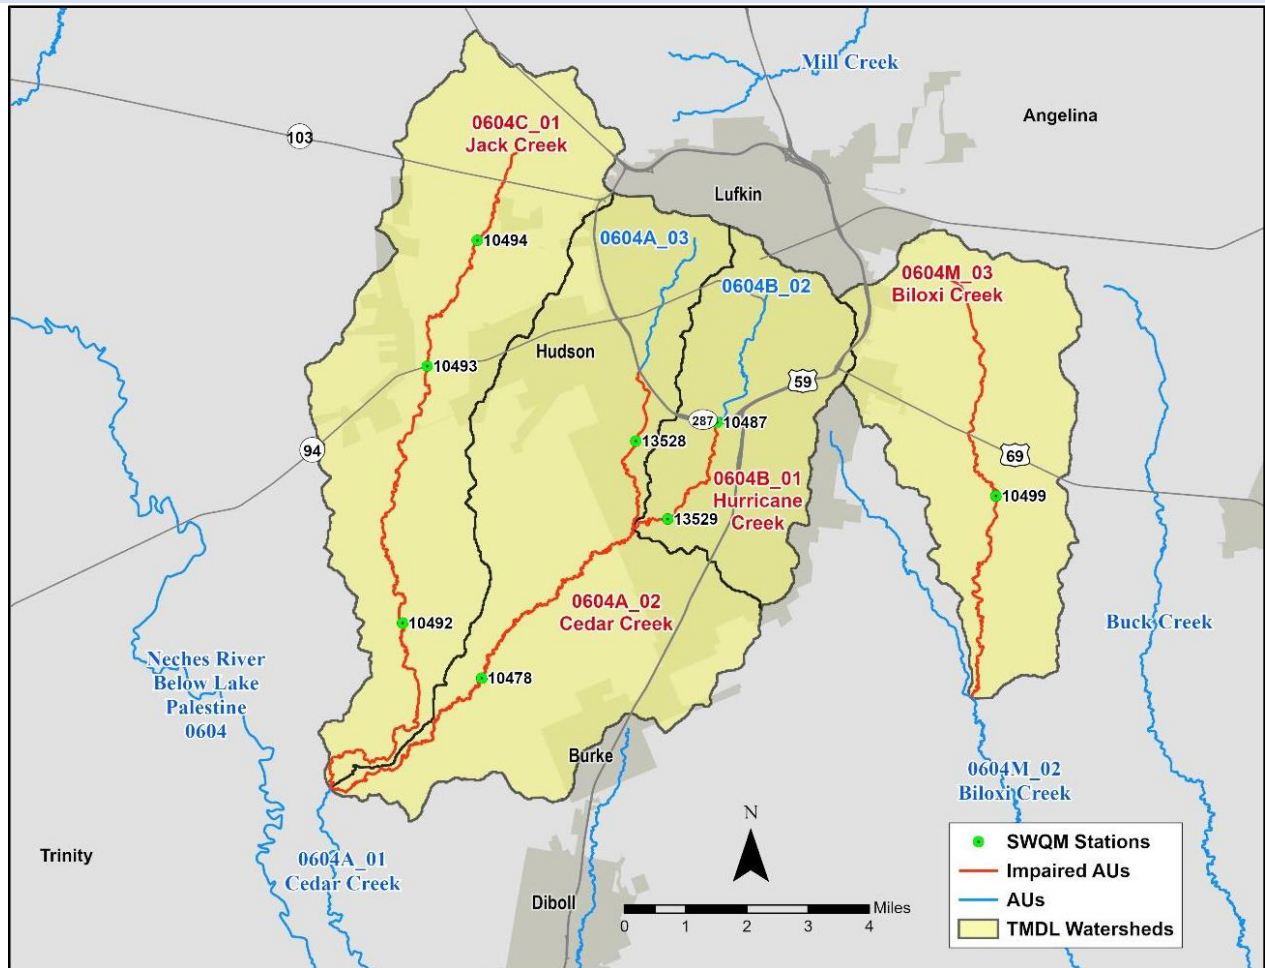 Mill Creek
Angelina
103
0604C_01
Jack Creek
Lufkin
10494
0604A_03
0604M_03
Biloxi Creek
0604B_02
Hudson
10493
59
287
10487
94
13528
69
0604B_01
Hurricane
Creek
10499
13529
0604A_02
Cedar Creek
10492
Buck Creek
Neches River
Below Lake
Palestine
0604
10478
Burke
0604M_02
Biloxi Creek
N
Trinity
0604A_01
Cedar Creek
Diboll
Miles
0 1 2 3 4
SWQM Stations
Impaired AUs
AUs
TMDL Watersheds